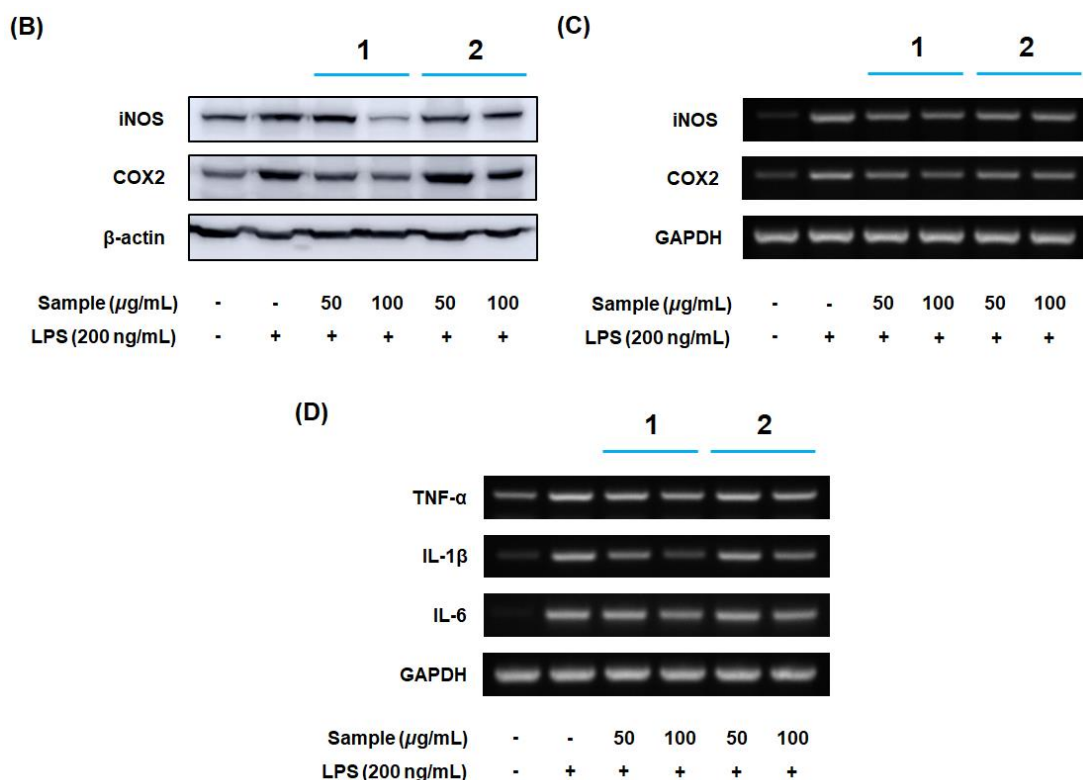 (B)
1 2
iNOS
COX2
β-actin
Sample (µg/mL) - - 50 100 50 100
LPS (200 ng/mL) - + + + + +
(C)
1 2
iNOS
COX2
GAPDH
Sample (µg/mL) - - 50 100 50 100
LPS (200 ng/mL) - + + + + +
(D)
1 2
TNF-α
IL-1β
IL-6
GAPDH
Sample (µg/mL) - - 50 100 50 100
LPS (200 ng/mL) - + + + + +